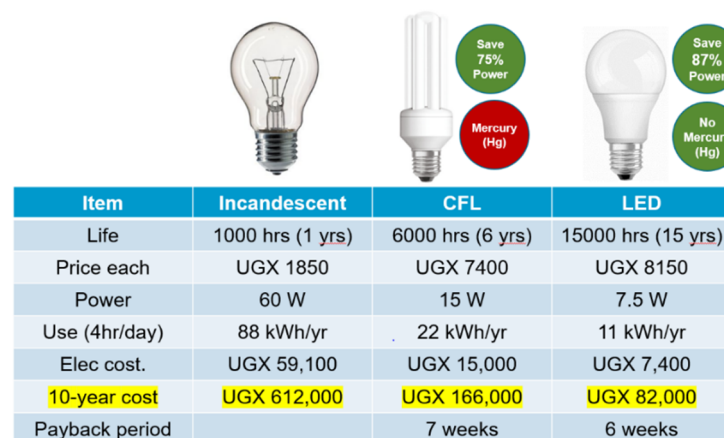 Save
75%
Power
Mercury
(Hg)
Save
87%
Power
No
Mercury
(Hg)
Item Incandescent CFL LED
Life 1000 hrs (1 yrs) 6000 hrs (6 yrs) 15000 hrs (15 yrs)
Price each UGX 1850 UGX 7400 UGX 8150
Power 60 W 15 W 7.5 W
Use (4hr/day) 88 kWh/yr 22 kWh/yr 11 kWh/yr
Elec cost. UGX 59,100 UGX 15,000 UGX 7,400
10-year cost UGX 612,000 UGX 166,000 UGX 82,000
Payback period 7 weeks 6 weeks